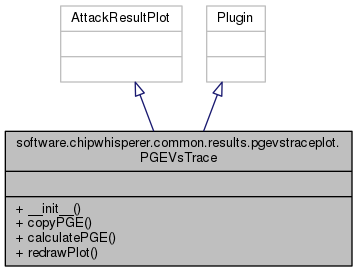 AttackResultPlot
Plugin
software.chipwhisperer.common.results.pgevstraceplot.
PGEVsTrace
+ __init__()
+ copyPGE()
+ calculatePGE()
+ redrawPlot()